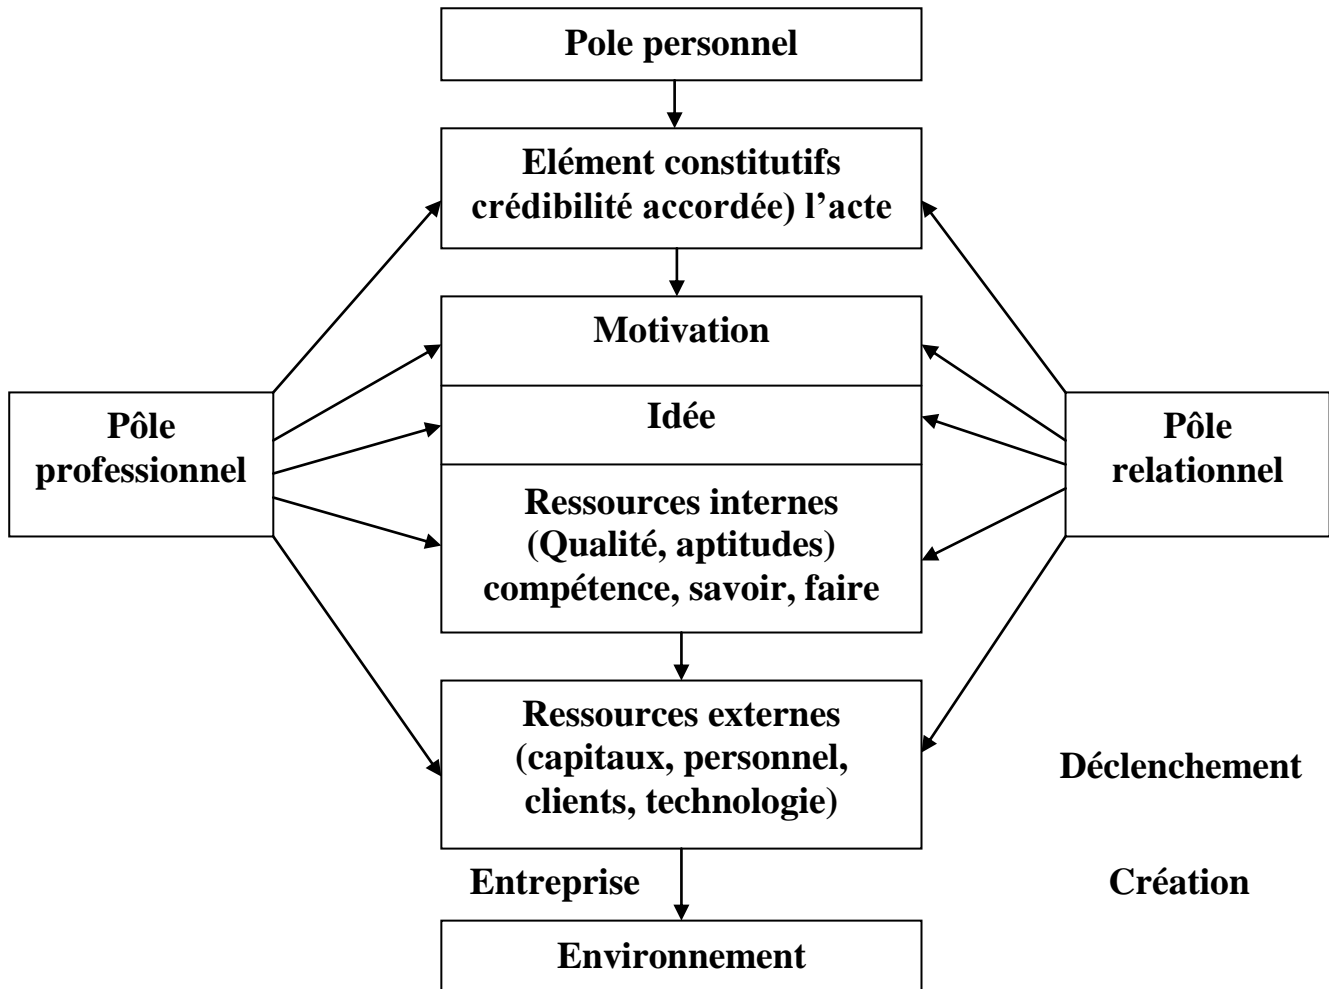 Pole personnel
Elément constitutifs
crédibilité accordée) l’acte
Motivation
Idée
Pôle
professionnel
Pôle
relationnel
Ressources internes
(Qualité, aptitudes)
compétence, savoir, faire
Ressources externes
(capitaux, personnel,
clients, technologie)
Déclenchement
Entreprise
Création
Environnement